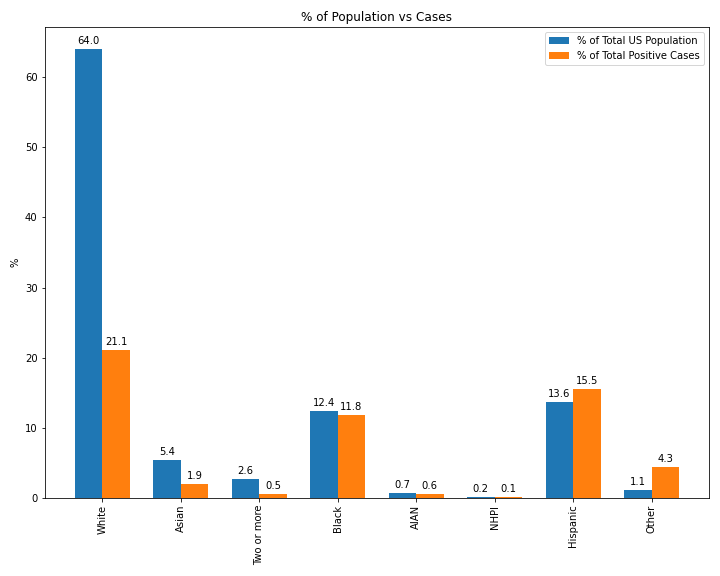 % of Population vs Cases
% of Total US Population
% of Total Positive Cases
%
60
50
40
30
20
10
0
64.0
21.1
5.4
1.9
2.6
0.5
12.4
11.8
0.7
0.6
0.2
0.1
13.6
15.5
1.1
4.3
White
Asian
Two or more
Black
AIAN
NHPI
Hispanic
Other